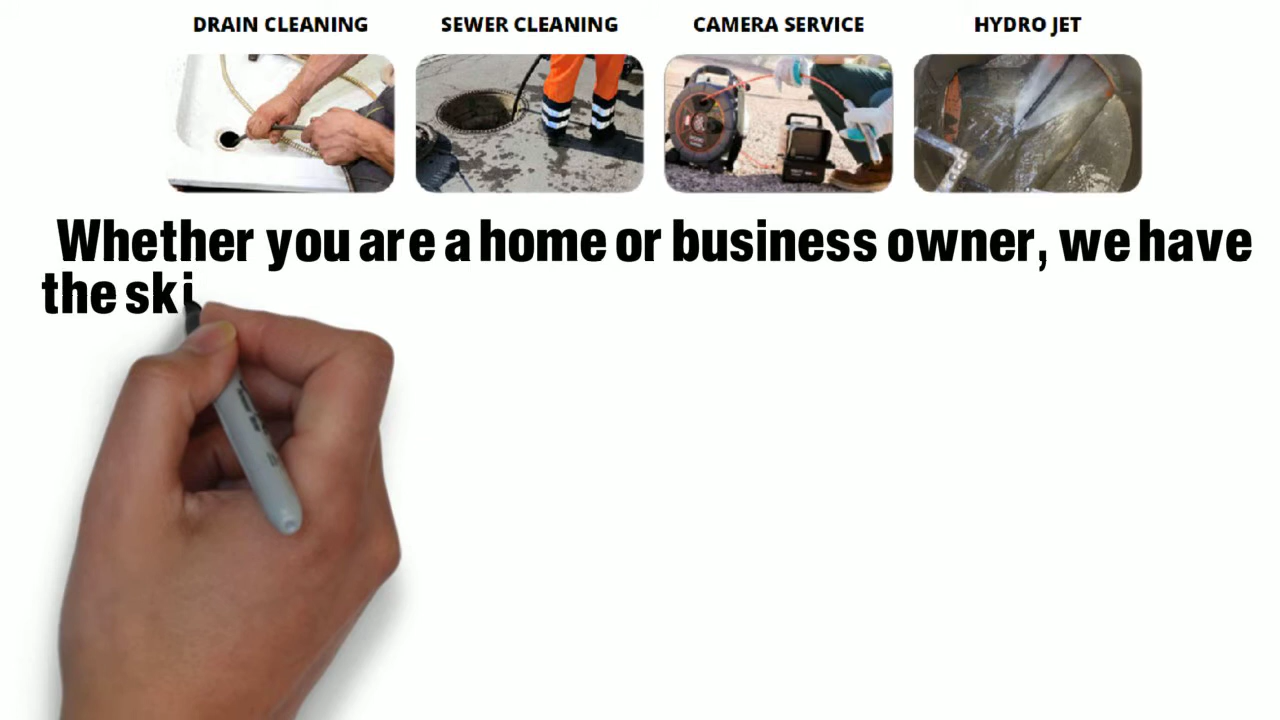 DRAIN CLEANING SEWER CLEANING CAMERA SERVICE HYDRO JET
Whether you are a home or business owner, we have
the ski